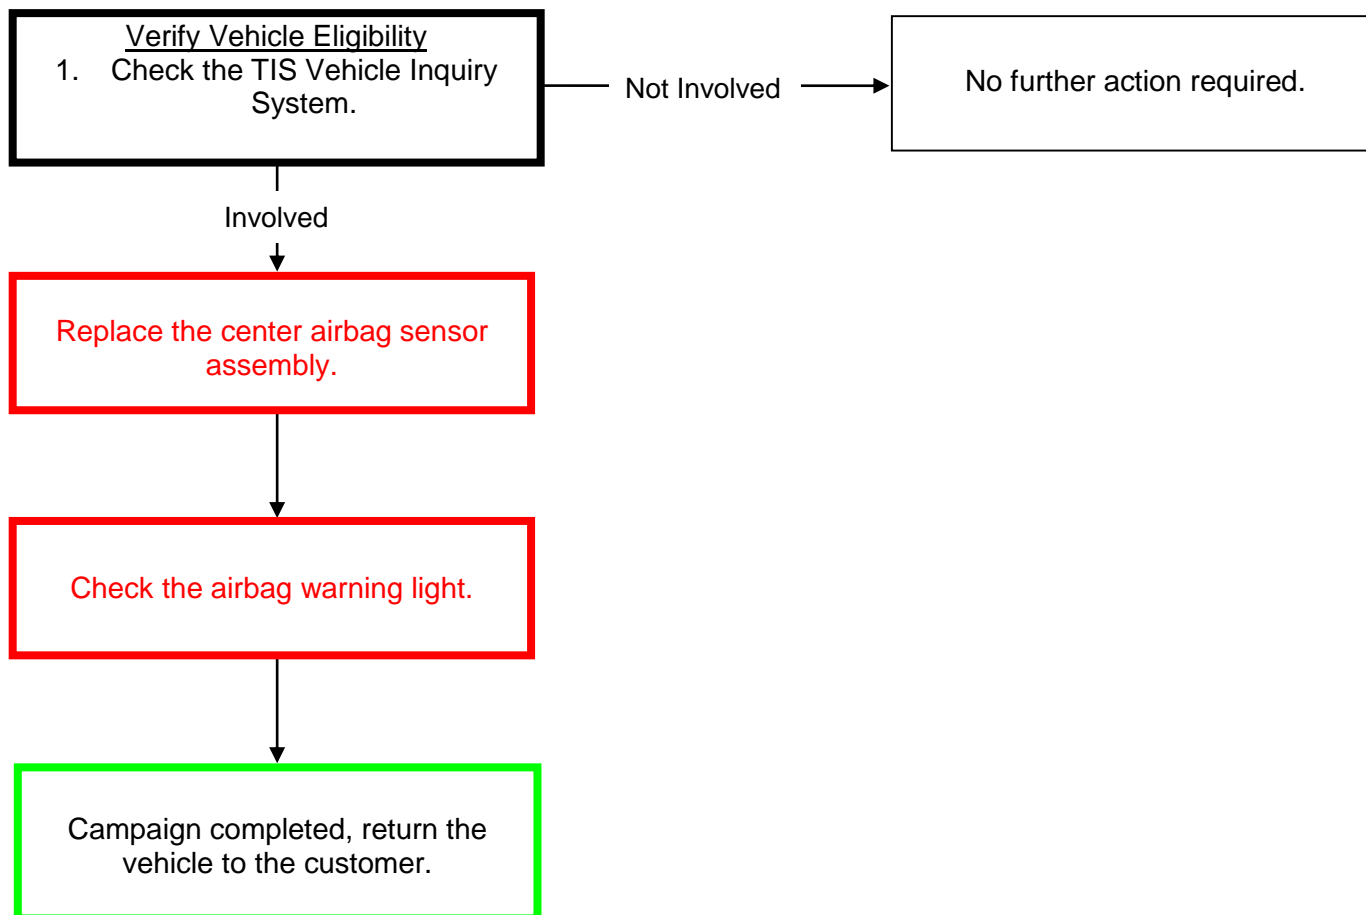 Verify Vehicle Eligibility
1. Check the TIS Vehicle Inquiry
System.
Not Involved
No further action required.
Involved
Replace the center airbag sensor
assembly.
Check the airbag warning light.
Campaign completed, return the
vehicle to the customer.